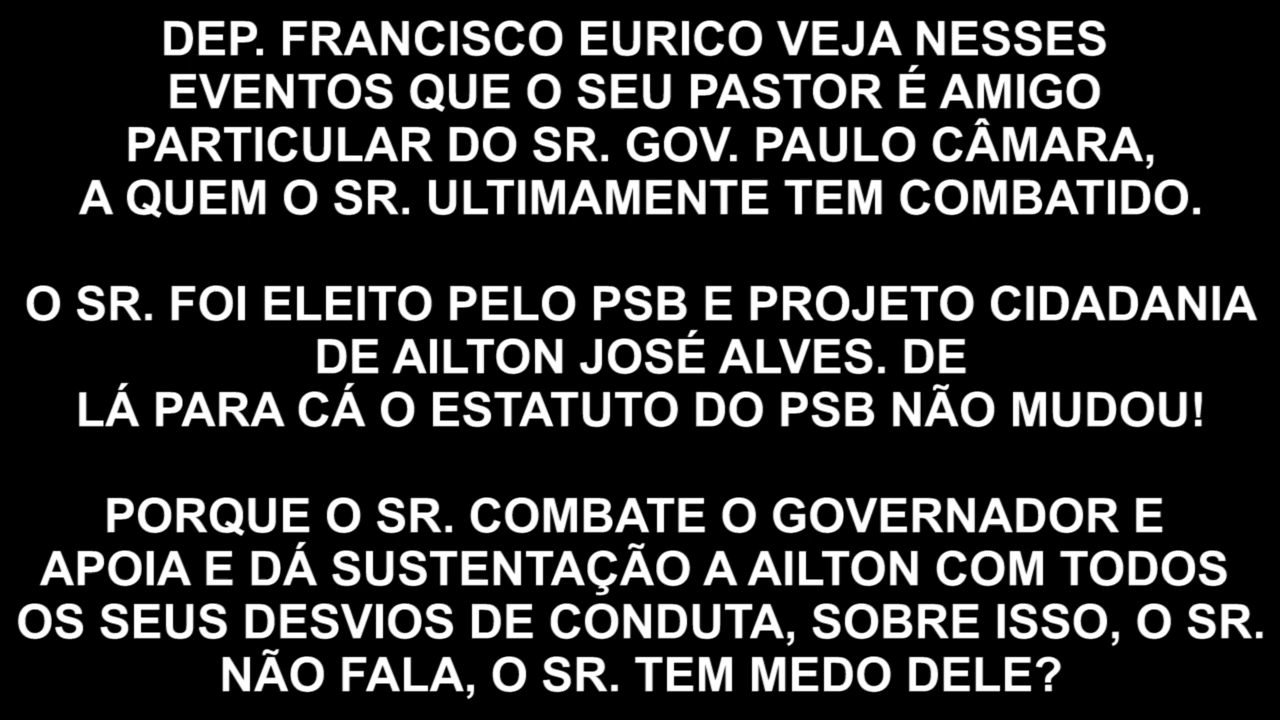 DEP. FRANCISCO EURICO VEJA NESSES
EVENTOS QUE O SEU PASTOR É AMIGO
PARTICULAR DO SR. GOV. PAULO CÂMARA,
A QUEM O SR. ULTIMAMENTE TEM COMBATIDO.
O SR. FOI ELEITO PELO PSB E PROJETO CIDADANIA
DE AILTON JOSÉ ALVES. DE
LÁ PARA CÁ O ESTATUTO DO PSB NÃO MUDOU!
PORQUE O SR. COMBATE O GOVERNADOR E
APOIA E DÁ SUSTENTAÇÃO A AILTON COM TODOS
OS SEUS DESVIOS DE CONDUTA, SOBRE ISSO, O SR.
NÃO FALA, O SR. TEM MEDO DELE?